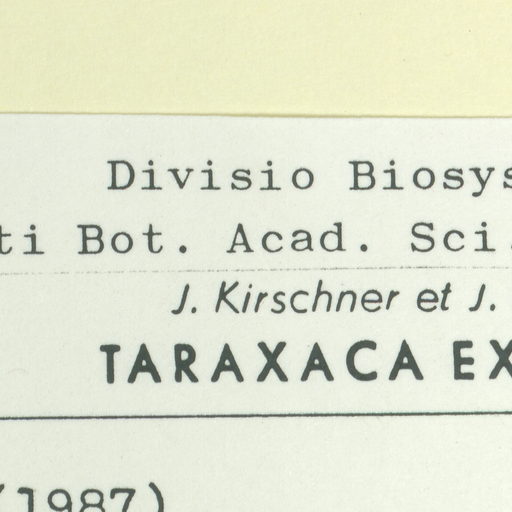 Divisio Biosys
ti Bot. Acad. Sci.
J. Kirschner et J.
TARAXACA EX
(1987)